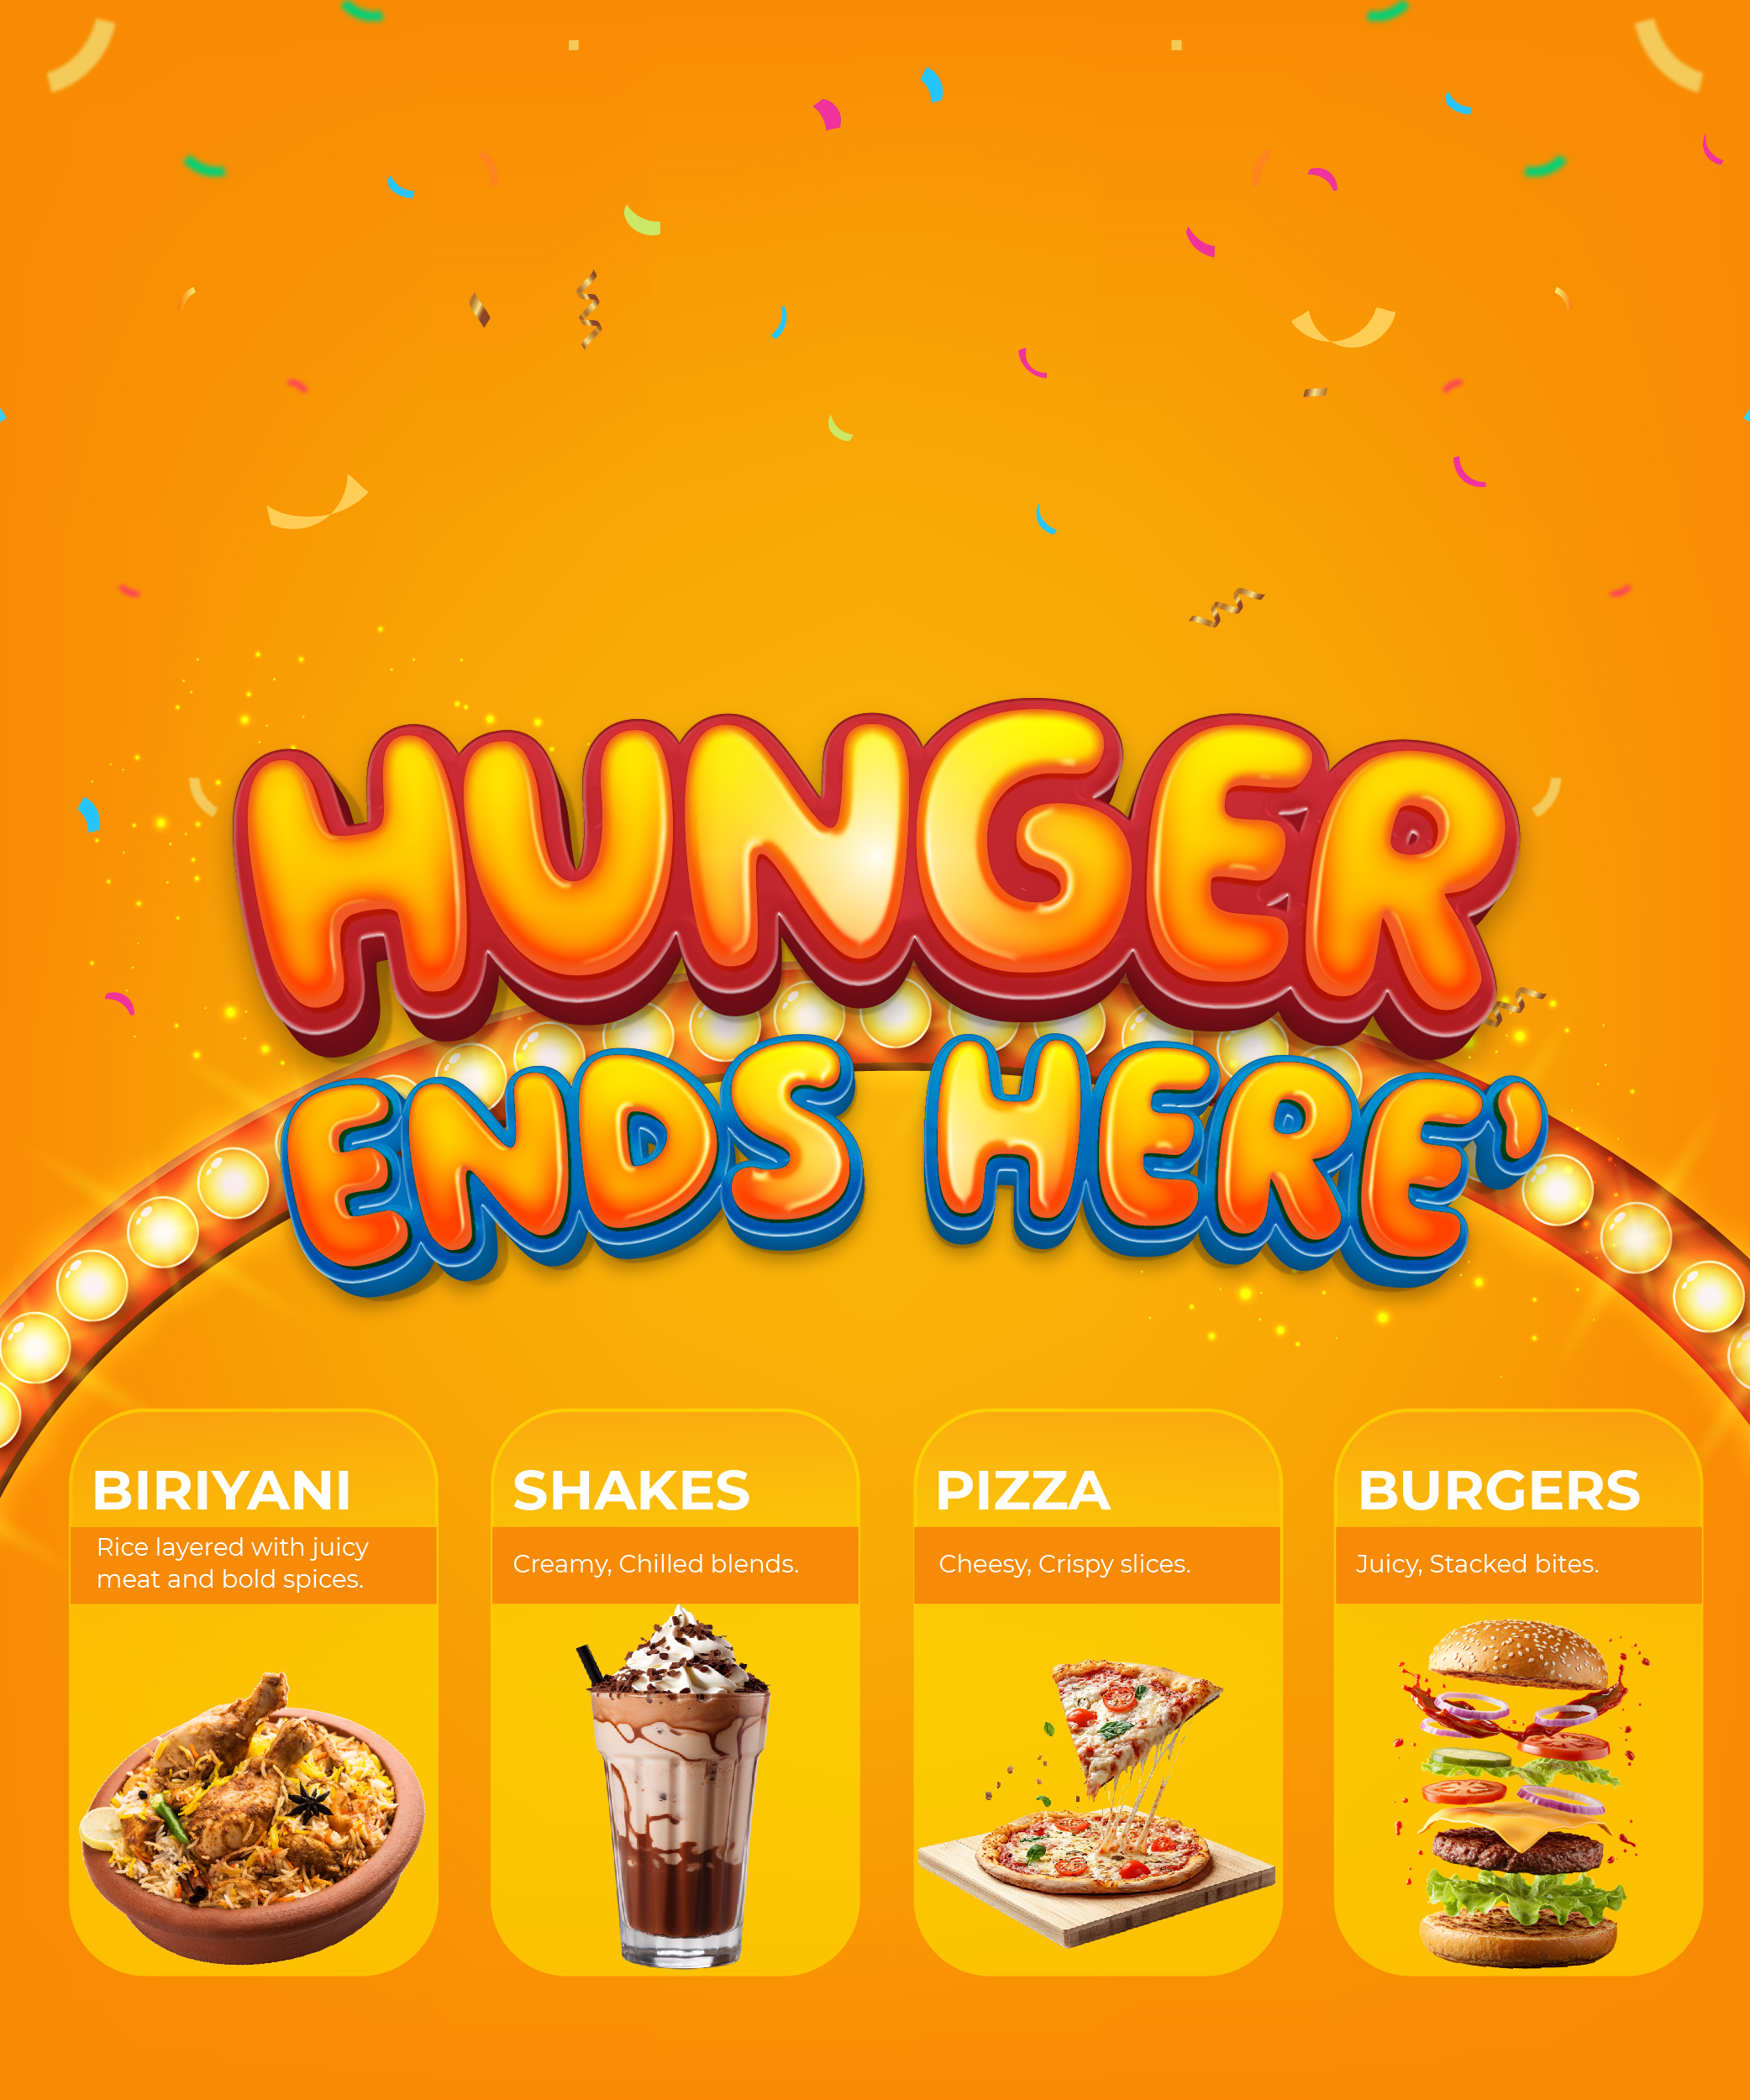 HUNGER
ENDS HERE'
BIRIYANI
Rice layered with juicy
meat and bold spices.
SHAKES
Creamy, Chilled blends.
PIZZA
Cheesy, Crispy slices.
BURGERS
Juicy, Stacked bites.